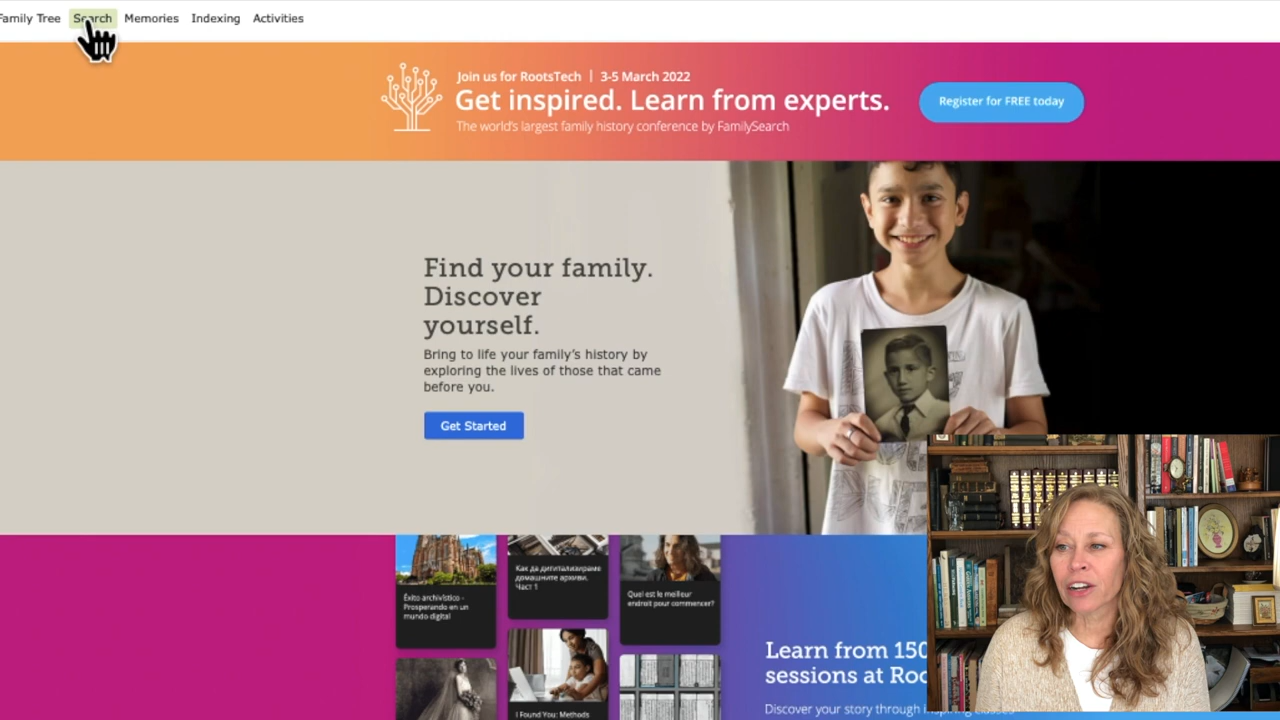 Family Tree Search Memories Indexing Activities
Join us for RootsTech | 3-5 March 2022
Get inspired. Learn from experts.
The world's largest family history conference by FamilySearch
Register for FREE today
Find your family.
Discover
yourself.
Bring to life your family's history by
exploring the lives of those that came
before you.
Get Started
Éxito archivístico -
Prosperando en un
mundo digital
Как да дигитализираме
домашните архиви.
Част 1
Quel est le meilleur
endroit pour commencer?
I Found You: Methods
Learn from 150
sessions at Roo
Discover your story through inspiring classes